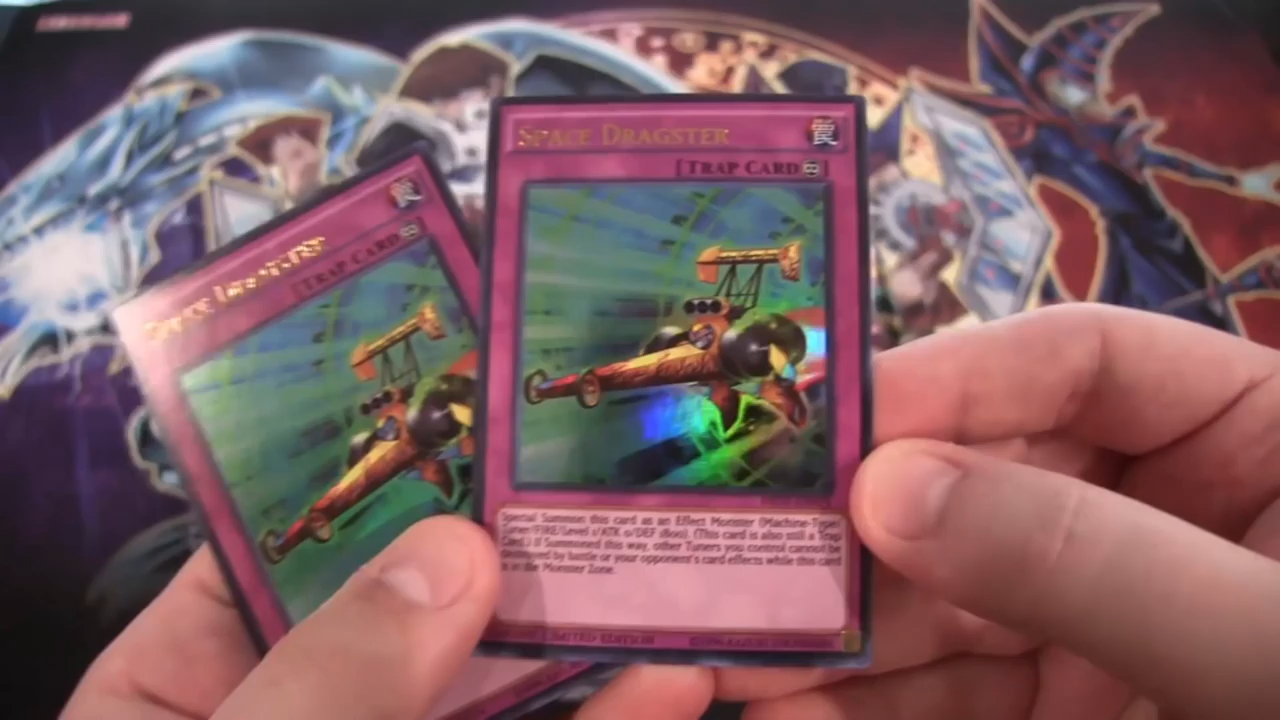 SPACE DRAGSTER
[TRAP CARD]
罠
SPACE
TRAP CARD
Special Summon this card as an Effect Monster (Machine-Type/
Tuner/FIRE/Level 1/ATK 0/DEF 1800). (This card is also still a Trap
Card.) If Summoned this way, other Tuners you control cannot be
destroyed by battle or your opponent's card effects while this card
is in the Monster Zone.
LIMITED EDITION